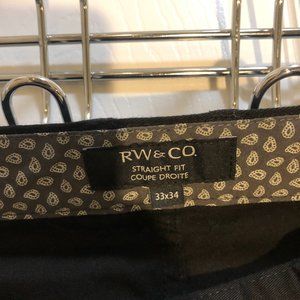 RW & CO.
STRAIGHT FIT
COUPE DROITE
33x34